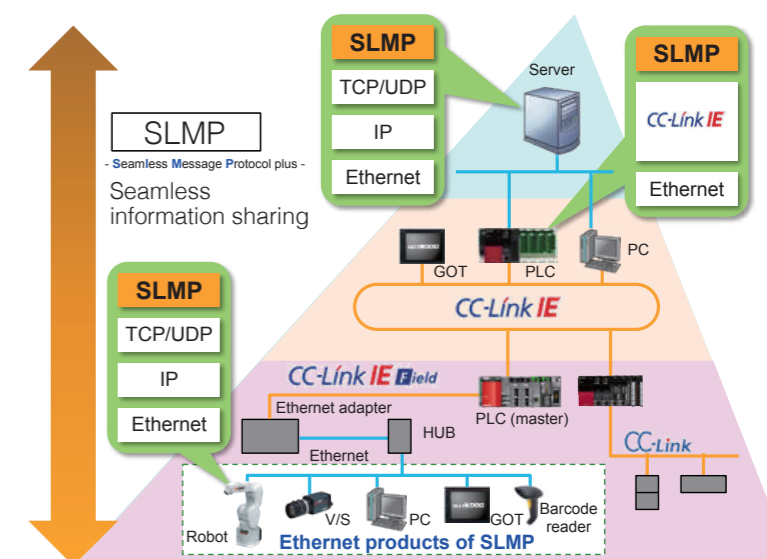 SLMP
TCP/UDP
IP
Ethernet
Server
SLMP
CC-Link IE
Ethernet
SLMP
- Seamless Message Protocol plus -
Seamless
information sharing
GOT
PLC
PC
CC-Link IE
SLMP
TCP/UDP
IP
Ethernet
CC-Link IE Field
Ethernet adapter
PLC (master)
HUB
Ethernet
CC-Link
Robot
V/S
PC
GOT
Barcode
reader
Ethernet products of SLMP